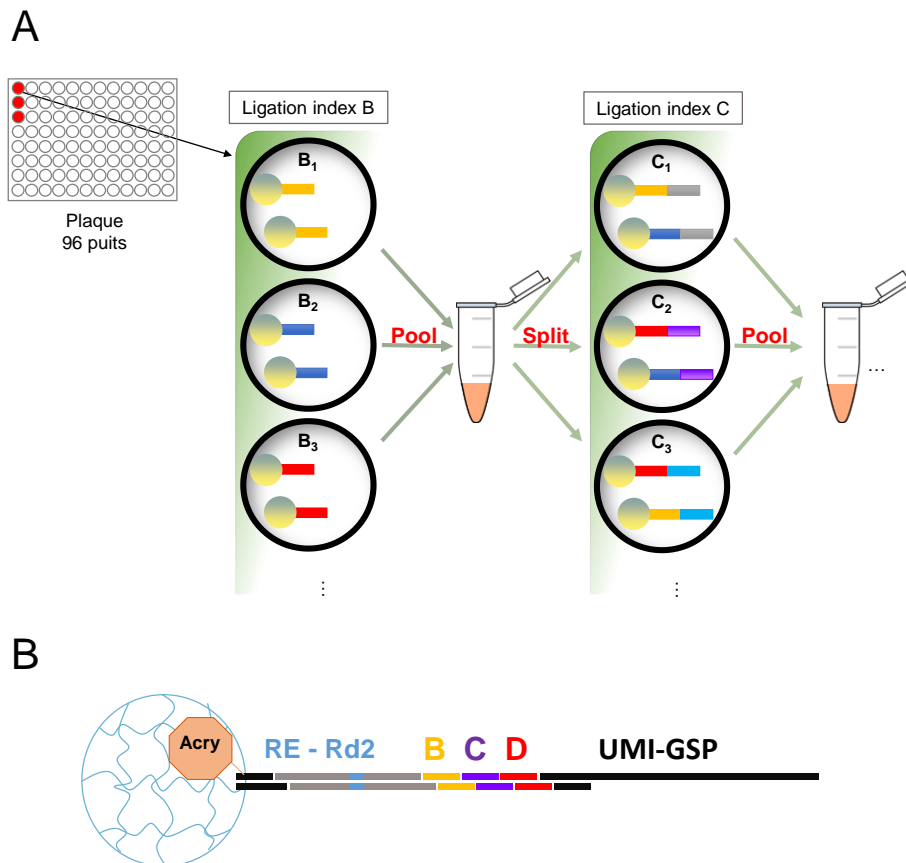 A
Ligation index B
Ligation index C
B1
B2
B3
Plaque
96 puits
Pool
Split
C1
C2
C3
Pool
...
⋮
⋮
B
Acry
RE - Rd2
B
C
D
UMI-GSP